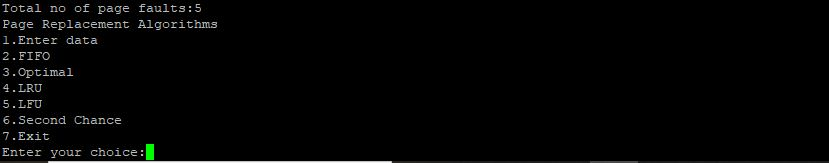 Total no of page faults:5
Page Replacement Algorithms
1.Enter data
2.FIFO
3.Optimal
4.LRU
5.LFU
6.Second Chance
7.Exit
Enter your choice: